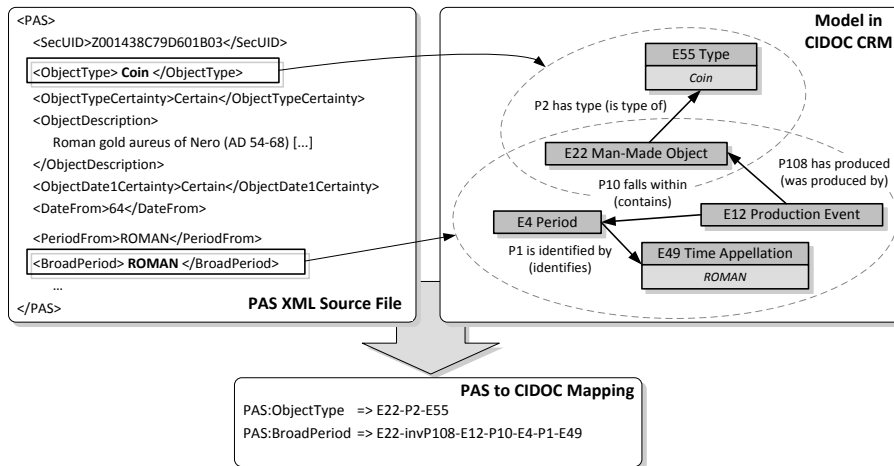 <PAS>
<SecUID>Z001438C79D601B03</SecUID>
<ObjectType> Coin </ObjectType>
<ObjectTypeCertainty>Certain</ObjectTypeCertainty>
<ObjectDescription>
Roman gold aureus of Nero (AD 54-68) [...]
</ObjectDescription>
<ObjectDate1Certainty>Certain</ObjectDate1Certainty>
<DateFrom>64</DateFrom>
<PeriodFrom>ROMAN</PeriodFrom>
<BroadPeriod> ROMAN </BroadPeriod>
...
</PAS>
PAS XML Source File
Model in
CIDOC CRM
E55 Type
Coin
P2 has type (is type of)
E22 Man-Made Object
P108 has produced
(was produced by)
P10 falls within
(contains)
E4 Period
E12 Production Event
P1 is identified by
(identifies)
E49 Time Appellation
ROMAN
PAS to CIDOC Mapping
PAS:ObjectType => E22-P2-E55
PAS:BroadPeriod => E22-invP108-E12-P10-E4-P1-E49